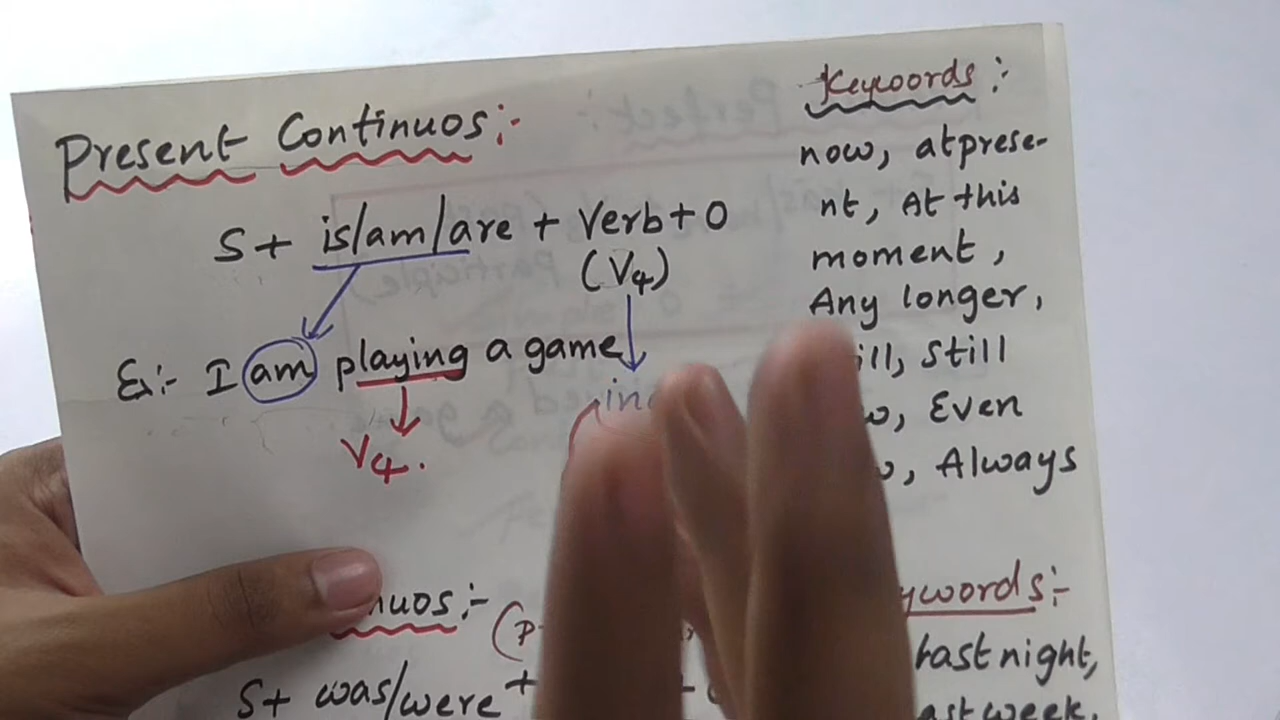 Present Continuos:-
S+ is/am/are + Verb+O
(V4)
Ex:- I am playing a game
V4.
Keywords:
now, atprese-
nt, At this
moment,
Any longer,
still
Even
Always
S+ was/were +
last night,